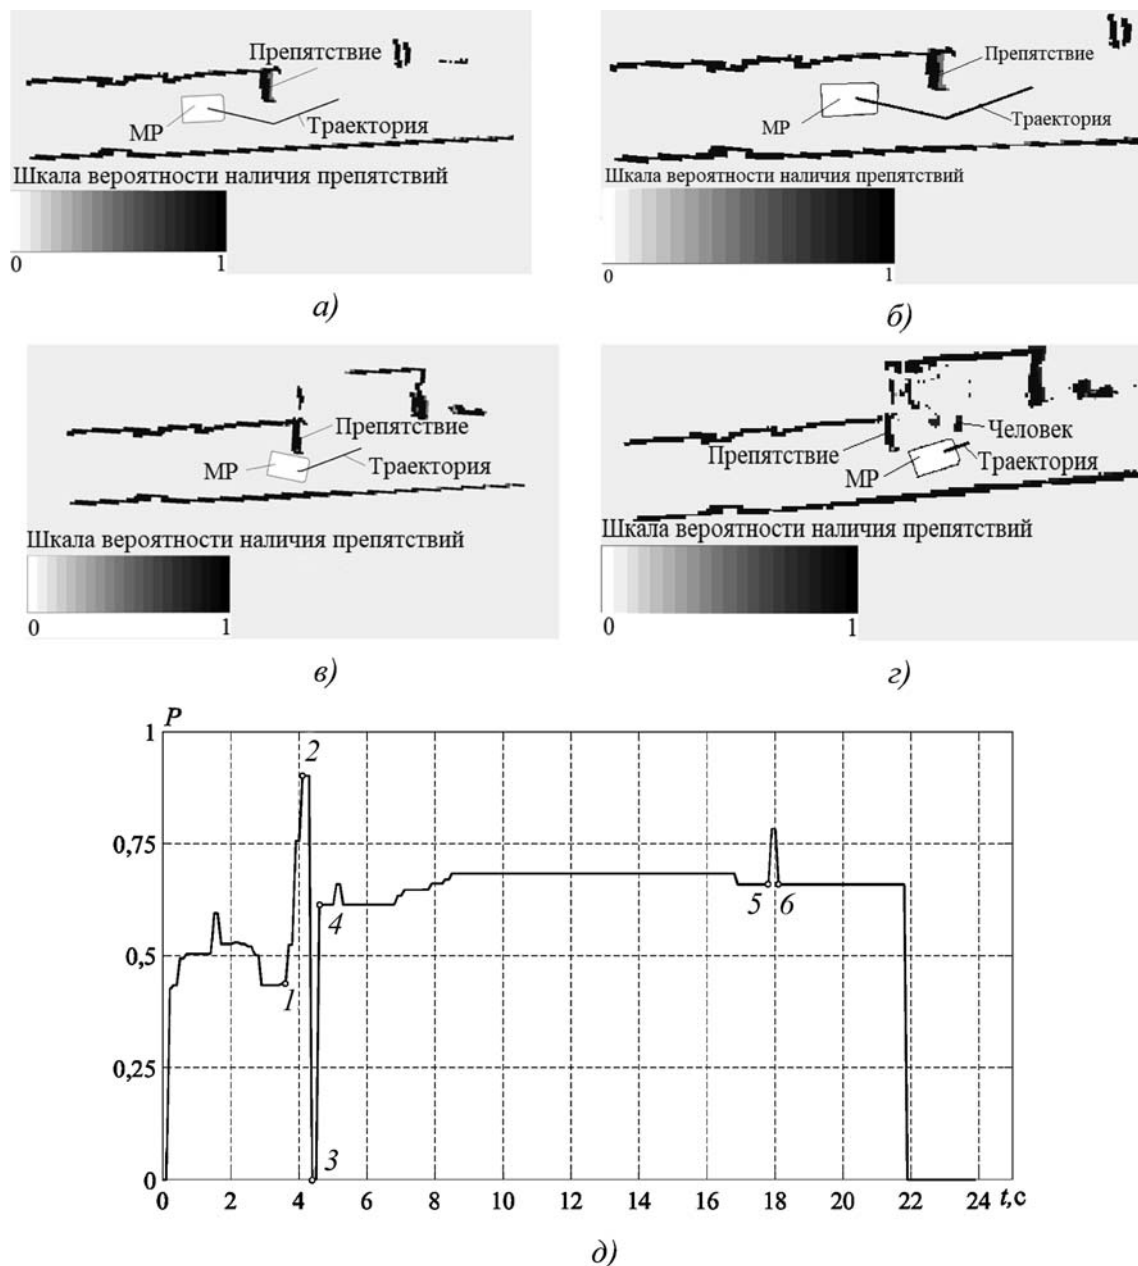 Препятствие
МР
Траектория
Шкала вероятности наличия препятствий
0 1
а)
Препятствие
МР
Траектория
Шкала вероятности наличия препятствий
0 1
б)
Препятствие
МР
Траектория
Шкала вероятности наличия препятствий
0 1
в)
Человек
Препятствие
МР
Траектория
Шкала вероятности наличия препятствий
0 1
г)
P
1
0,75
0,5
0,25
0
1
2
3
4
5 6
0 2 4 6 8 10 12 14 16 18 20 22 24 t,с
д)